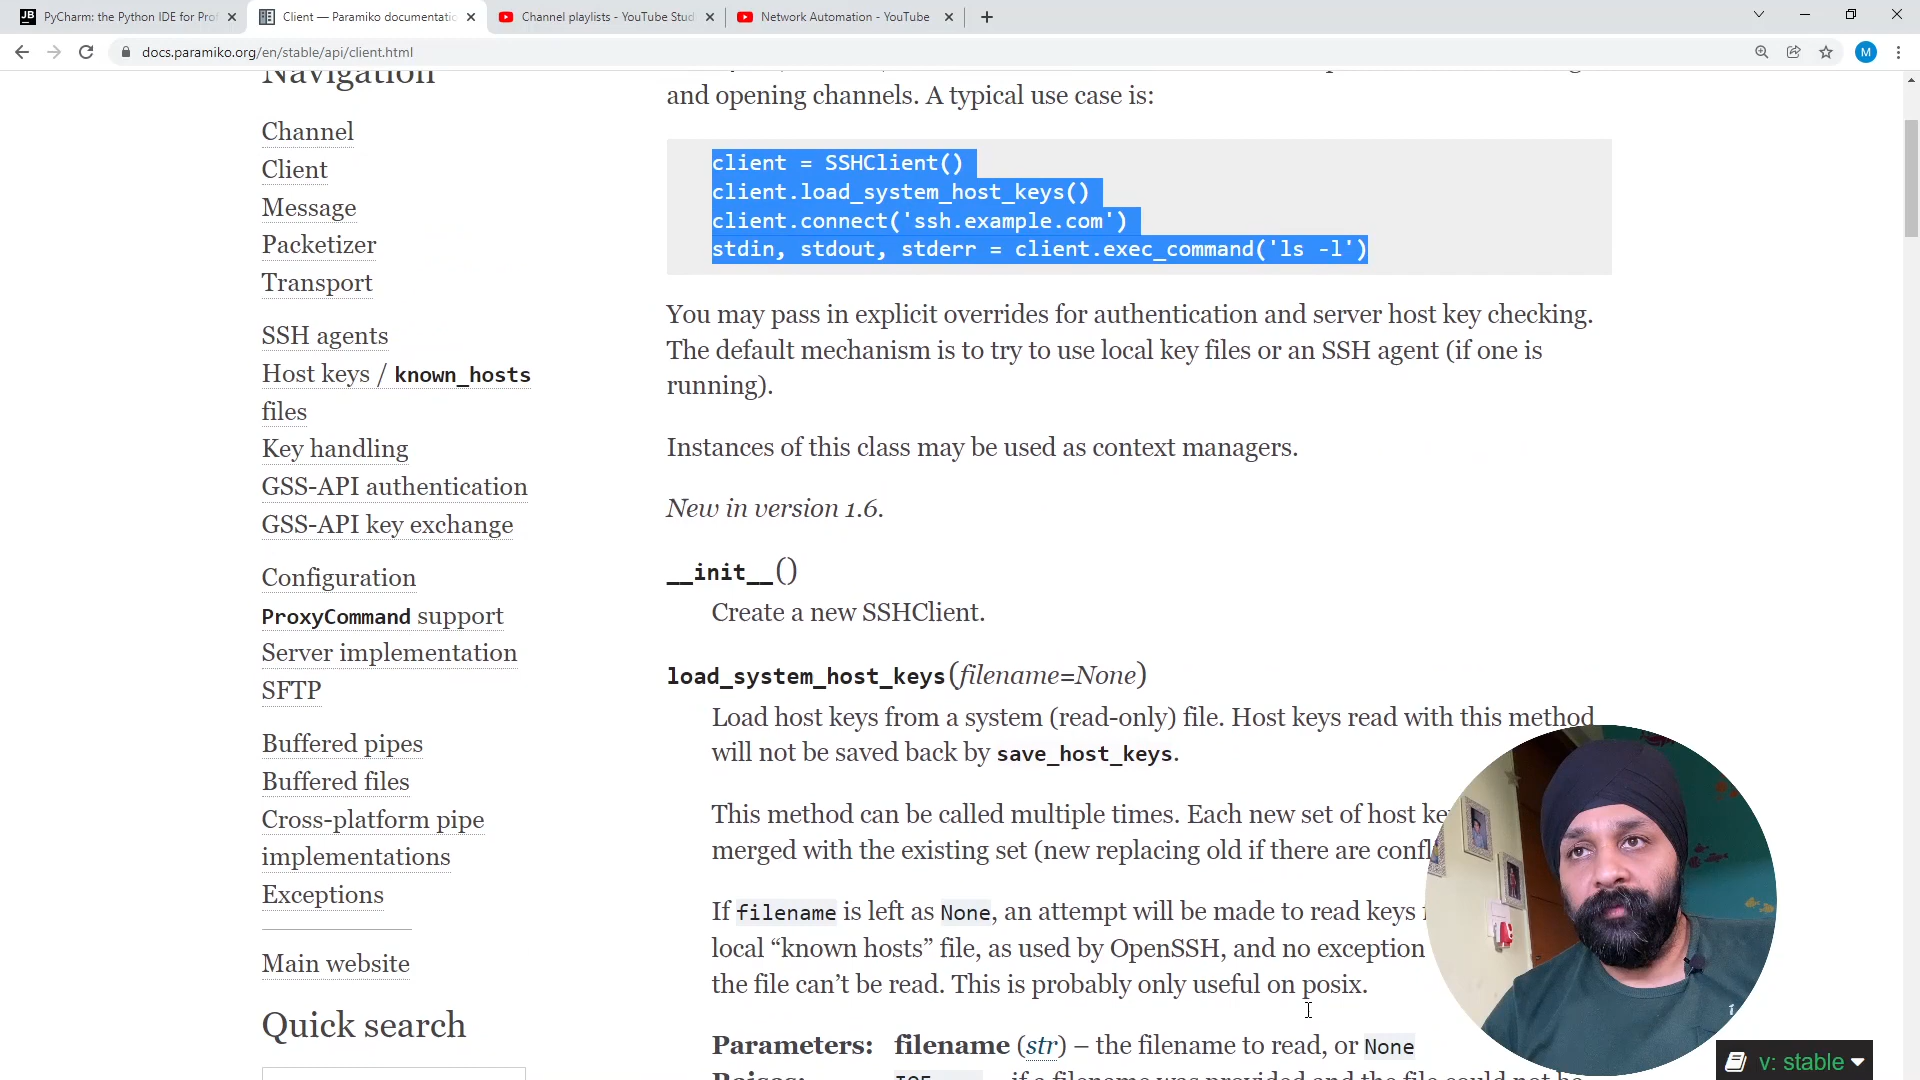 PyCharm: the Python IDE for Prof
Client — Paramiko documentatio
Channel playlists - YouTube Stud
Network Automation - YouTube
docs.paramiko.org/en/stable/api/client.html
M
Navigation
Channel
Client
Message
Packetizer
Transport
SSH agents
Host keys / known_hosts
files
Key handling
GSS-API authentication
GSS-API key exchange
Configuration
ProxyCommand support
Server implementation
SFTP
Buffered pipes
Buffered files
Cross-platform pipe
implementations
Exceptions
Main website
Quick search
and opening channels. A typical use case is:
client = SSHClient()
client.load_system_host_keys()
client.connect('ssh.example.com')
stdin, stdout, stderr = client.exec_command('ls -l')
You may pass in explicit overrides for authentication and server host key checking.
The default mechanism is to try to use local key files or an SSH agent (if one is
running).
Instances of this class may be used as context managers.
New in version 1.6.
__init__()
Create a new SSHClient.
load_system_host_keys(filename=None)
Load host keys from a system (read-only) file. Host keys read with this method
will not be saved back by save_host_keys.
This method can be called multiple times. Each new set of host
merged with the existing set (new replacing old if there are
If filename is left as None, an attempt will be made to read keys
local “known hosts” file, as used by OpenSSH, and no exception
the file can’t be read. This is probably only useful on posix.
Parameters: filename (str) – the filename to read, or None
v: stable